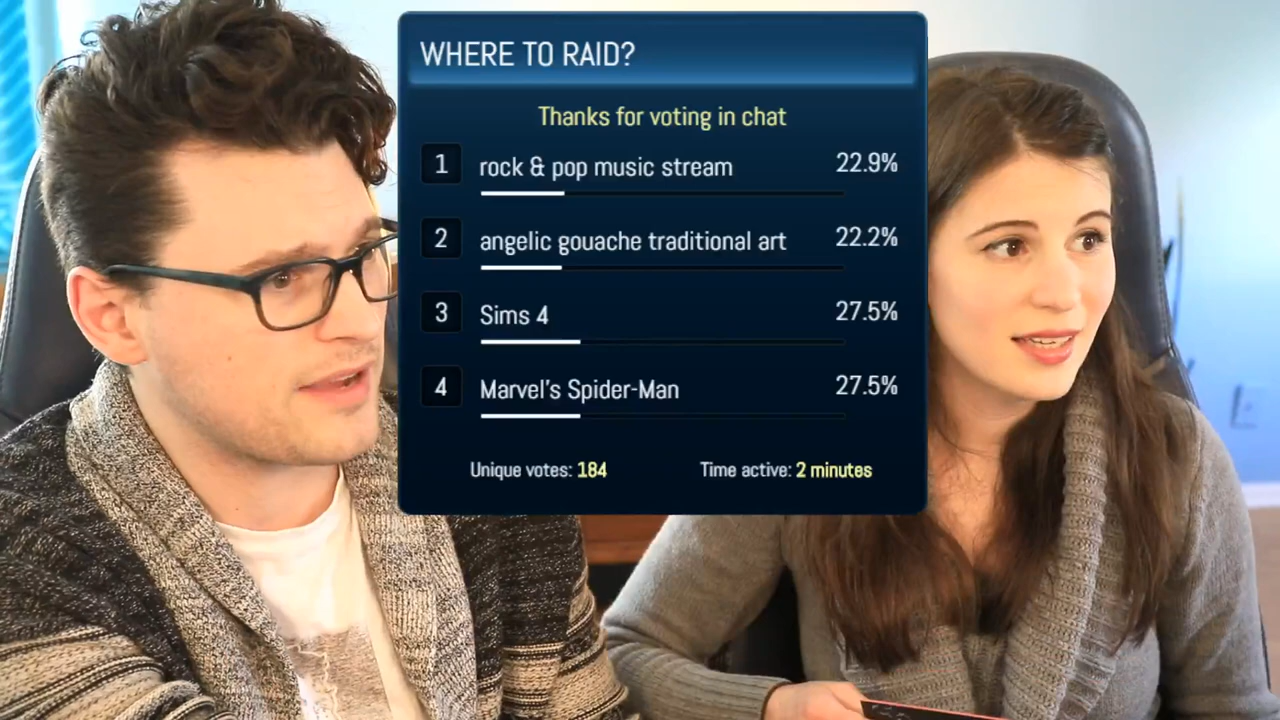 WHERE TO RAID?
Thanks for voting in chat
1 rock & pop music stream 22.9%
2 angelic gouache traditional art 22.2%
3 Sims 4 27.5%
4 Marvel's Spider-Man 27.5%
Unique votes: 184 Time active: 2 minutes